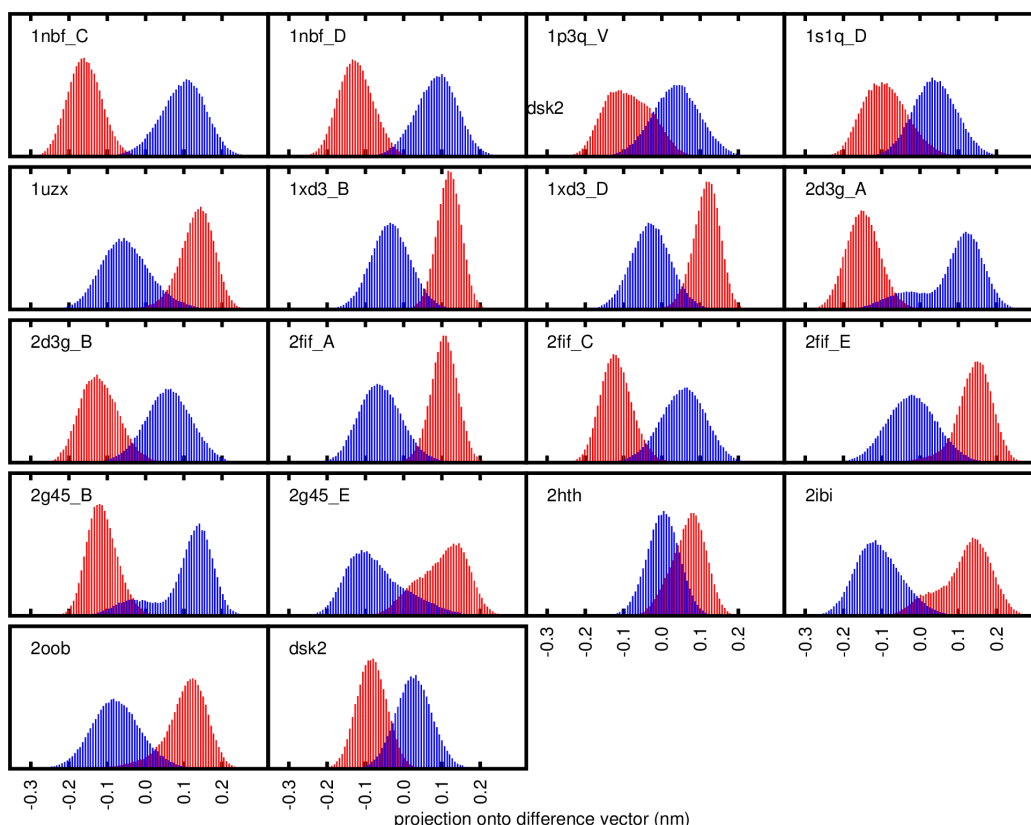 1nbf_C 1nbf_D 1p3q_V 1s1q_D
dsk2
1uzx 1xd3_B 1xd3_D 2d3g_A
2d3g_B 2fif_A 2fif_C 2fif_E
2g45_B 2g45_E 2hth 2ibi
-0.3 -0.2 -0.1 0.0 0.1 0.2 -0.3 -0.2 -0.1 0.0 0.1 0.2
2oob dsk2
-0.3 -0.2 -0.1 0.0 0.1 0.2 -0.3 -0.2 -0.1 0.0 0.1 0.2
projection onto difference vector (nm)